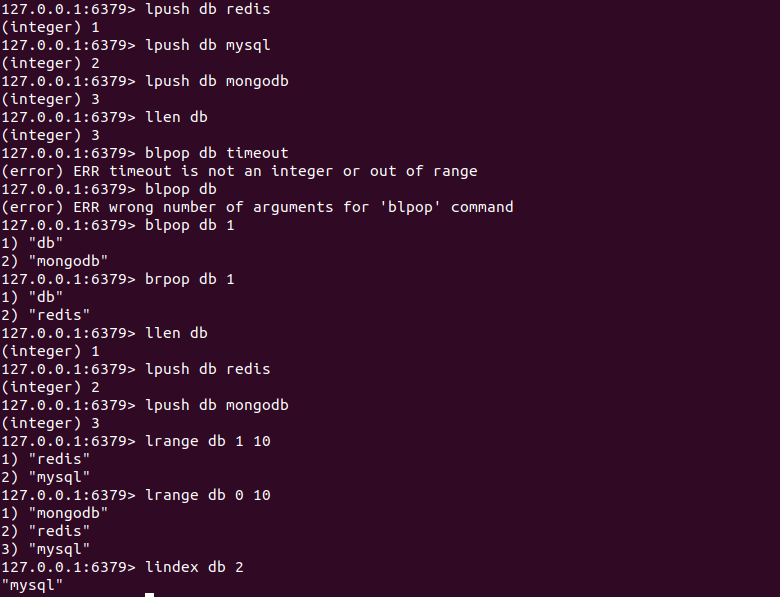 127.0.0.1:6379> lpush db redis
(integer) 1
127.0.0.1:6379> lpush db mysql
(integer) 2
127.0.0.1:6379> lpush db mongodb
(integer) 3
127.0.0.1:6379> llen db
(integer) 3
127.0.0.1:6379> blpop db timeout
(error) ERR timeout is not an integer or out of range
127.0.0.1:6379> blpop db
(error) ERR wrong number of arguments for 'blpop' command
127.0.0.1:6379> blpop db 1
1) "db"
2) "mongodb"
127.0.0.1:6379> brpop db 1
1) "db"
2) "redis"
127.0.0.1:6379> llen db
(integer) 1
127.0.0.1:6379> lpush db redis
(integer) 2
127.0.0.1:6379> lpush db mongodb
(integer) 3
127.0.0.1:6379> lrange db 1 10
1) "redis"
2) "mysql"
127.0.0.1:6379> lrange db 0 10
1) "mongodb"
2) "redis"
3) "mysql"
127.0.0.1:6379> lindex db 2
"mysql"